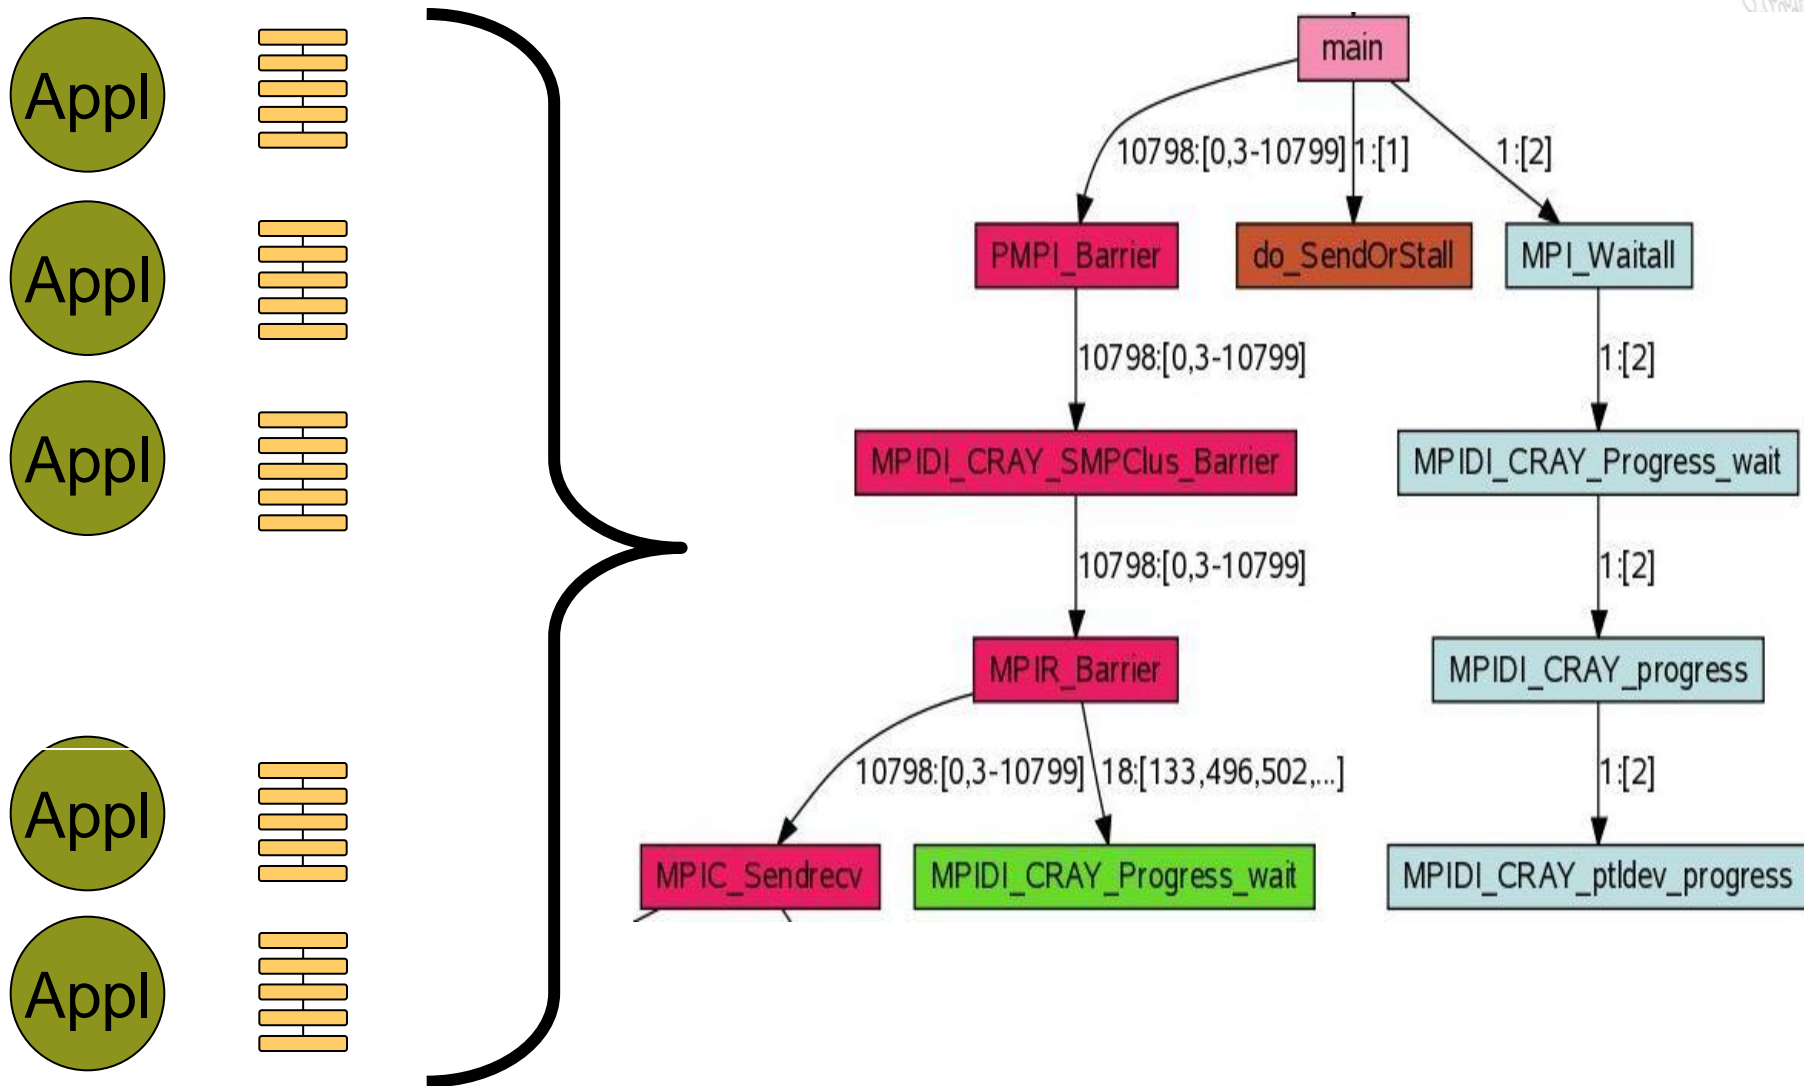 Appl
Appl
Appl
Appl
Appl
main
10798:[0,3-10799]
1:[1]
1:[2]
PMPI_Barrier
do_SendOrStall
MPI_Waitall
10798:[0,3-10799]
1:[2]
MPIDI_CRAY_SMPClus_Barrier
MPIDI_CRAY_Progress_wait
10798:[0,3-10799]
1:[2]
MPIR_Barrier
MPIDI_CRAY_progress
10798:[0,3-10799]
18:[133,496,502,...]
1:[2]
MPIC_Sendrecv
MPIDI_CRAY_Progress_wait
MPIDI_CRAY_ptldev_progress